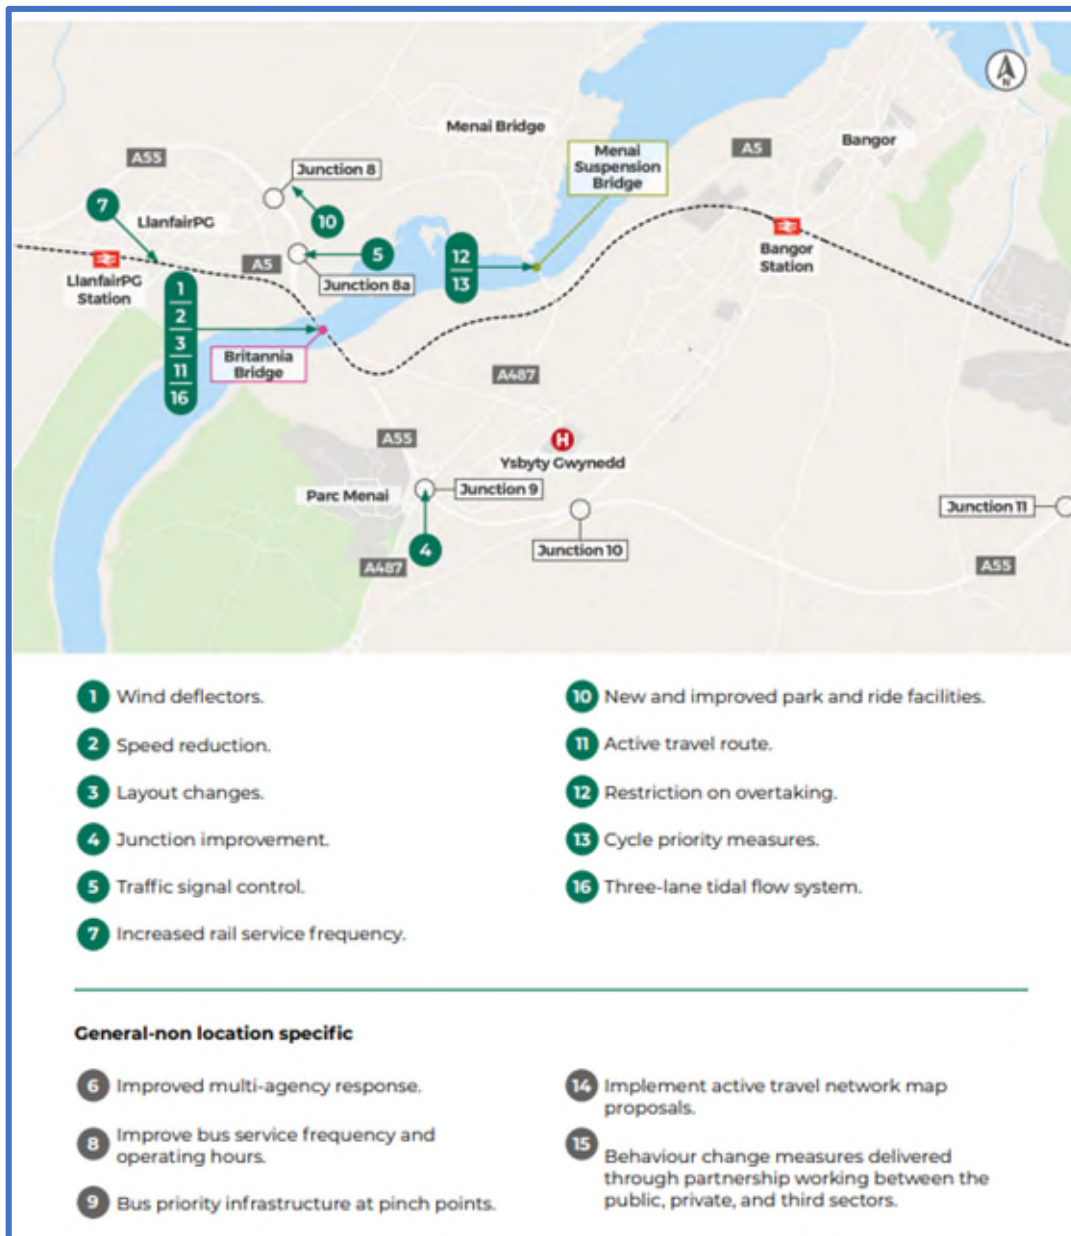 N
Menai Bridge
Menai
Suspension
Bridge
A5
Bangor
A55
Junction 8
7
LlanfairPG
10
5
12
13
Bangor
Station
A5
LlanfairPG
Station
Junction 8a
1
2
3
11
16
Britannia
Bridge
A487
A55
H
Ysbyty Gwynedd
Parc Menai
Junction 9
Junction 11
4
Junction 10
A487
A55
1 Wind deflectors.
2 Speed reduction.
3 Layout changes.
4 Junction improvement.
5 Traffic signal control.
7 Increased rail service frequency.
10 New and improved park and ride facilities.
11 Active travel route.
12 Restriction on overtaking.
13 Cycle priority measures.
16 Three-lane tidal flow system.
General-non location specific
6 Improved multi-agency response.
8 Improve bus service frequency and
operating hours.
9 Bus priority infrastructure at pinch points.
14 Implement active travel network map
proposals.
15 Behaviour change measures delivered
through partnership working between the
public, private, and third sectors.